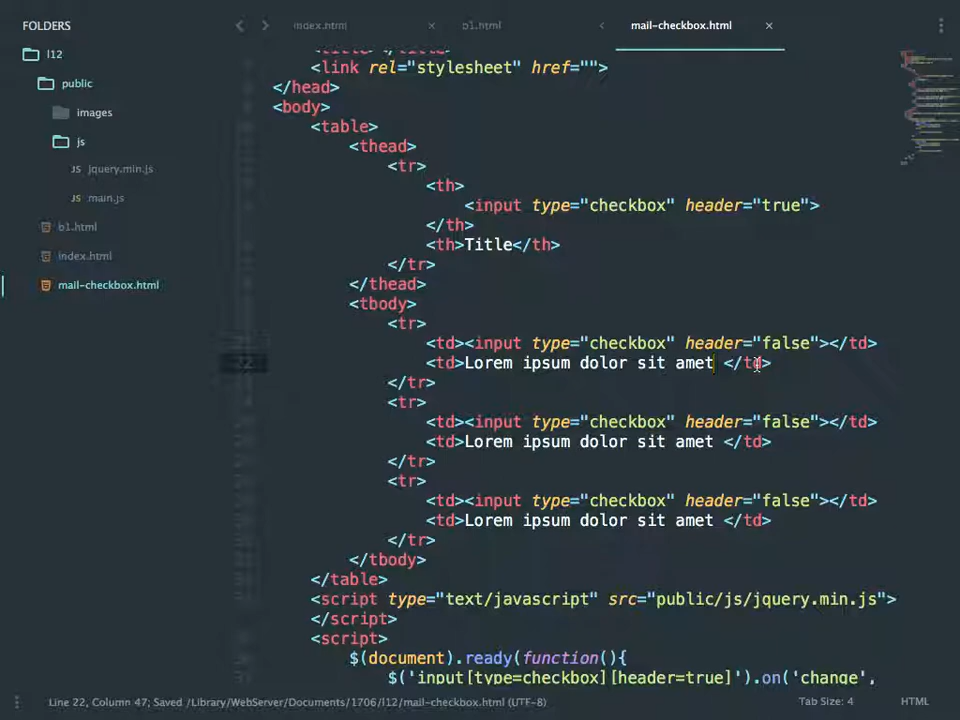 FOLDERS
l12
public
images
js
JS jquery.min.js
JS main.js
b1.html
index.html
mail-checkbox.html
index.html × b1.html mail-checkbox.html ×
<link rel="stylesheet" href="">
</head>
<body>
<table>
<thead>
<tr>
<th>
<input type="checkbox" header="true">
</th>
<th>Title</th>
</tr>
</thead>
<tbody>
<tr>
<td><input type="checkbox" header="false"></td>
<td>Lorem ipsum dolor sit amet </td>
</tr>
<tr>
<td><input type="checkbox" header="false"></td>
<td>Lorem ipsum dolor sit amet </td>
</tr>
<tr>
<td><input type="checkbox" header="false"></td>
<td>Lorem ipsum dolor sit amet </td>
</tr>
</tbody>
</table>
<script type="text/javascript" src="public/js/jquery.min.js">
</script>
<script>
$(document).ready(function(){
$('input[type=checkbox][header=true]').on('change',
Line 22, Column 47; Saved /Library/WebServer/Documents/1706/l12/mail-checkbox.html (UTF-8) Tab Size: 4 HTML